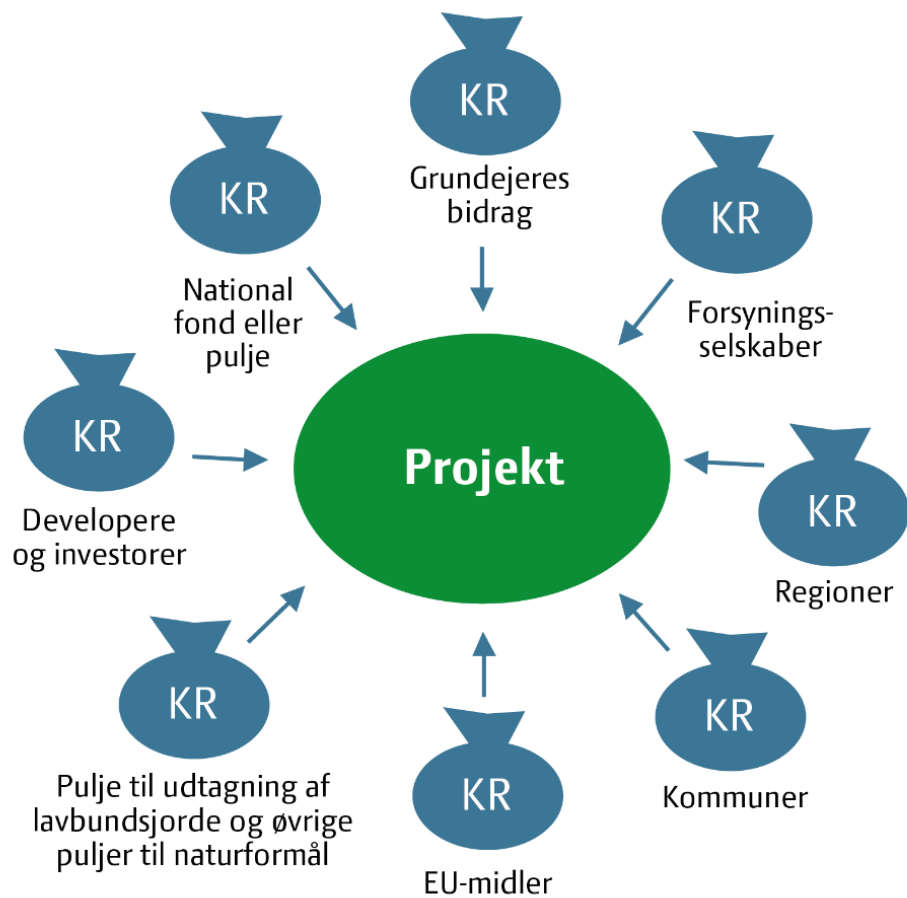 KR
Grundejeres
bidrag
KR
Forsynings-
selskaber
KR
Regioner
KR
Kommuner
KR
EU-midler
KR
Pulje til udtagning af
lavbundsjorde og øvrige
puljer til naturformål
KR
Developere
og investorer
KR
National
fond eller
pulje
Projekt